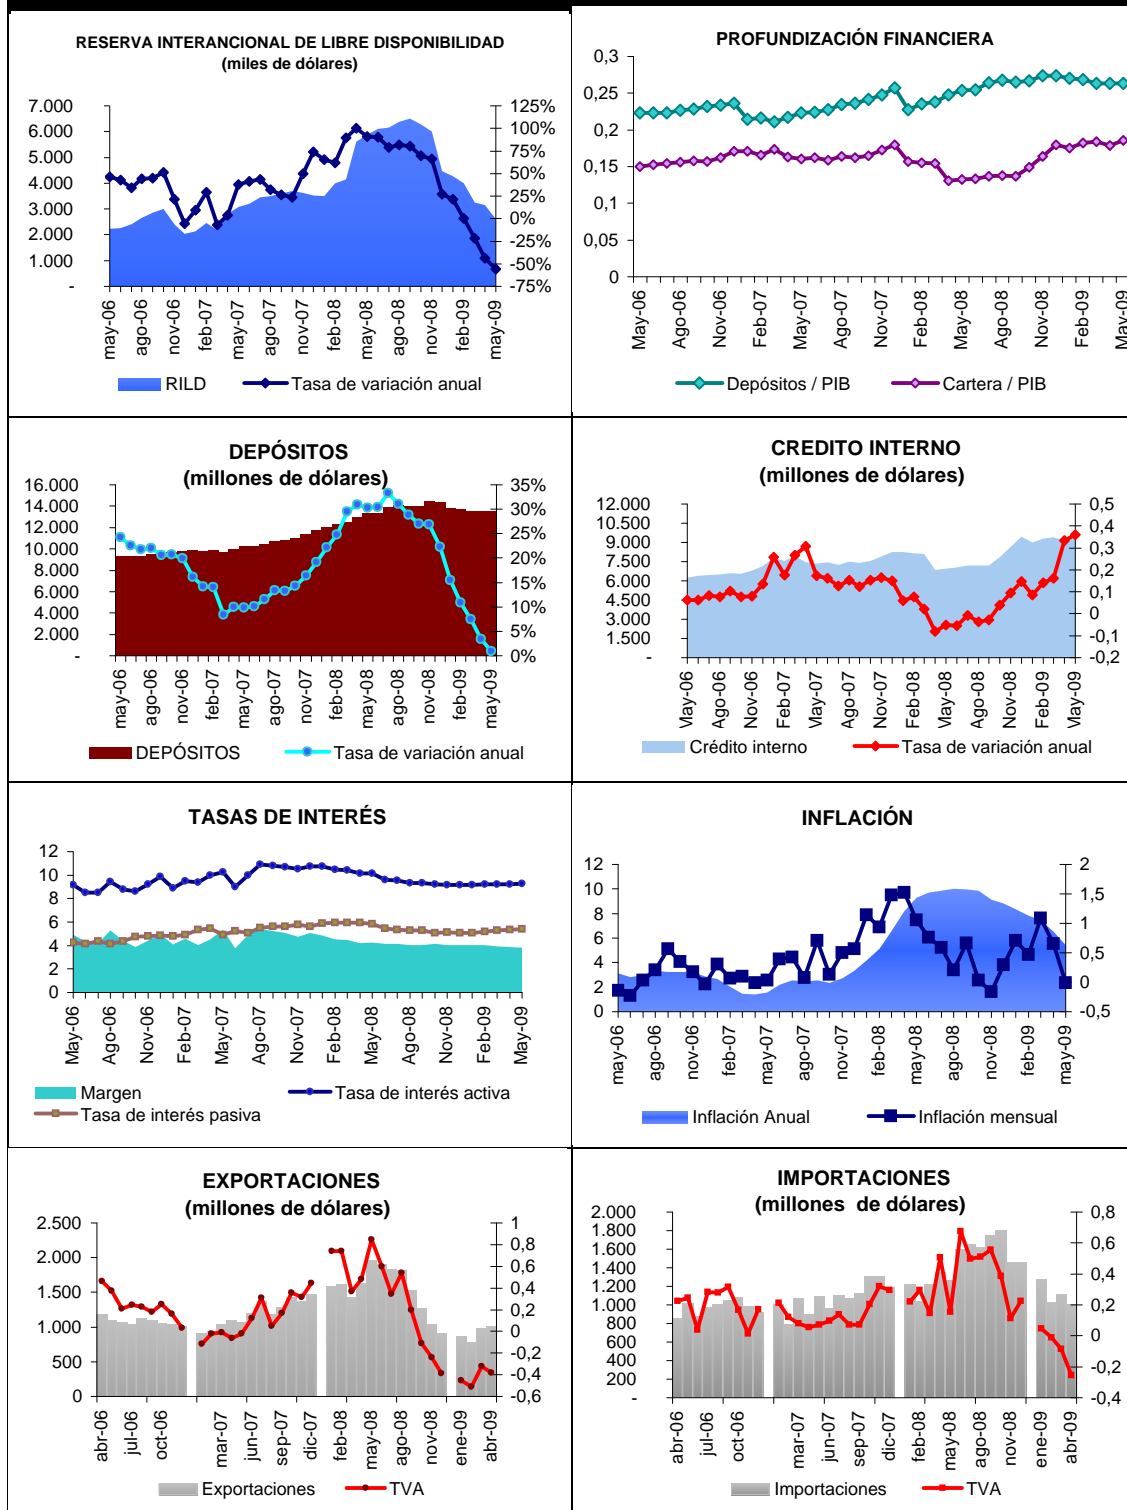 RESERVA INTERANCIONAL DE LIBRE DISPONIBILIDAD
(miles de dólares)
7.000
6.000
5.000
4.000
3.000
2.000
1.000
-
125%
100%
75%
50%
25%
0%
-25%
-50%
-75%
may-06
ago-06
nov-06
feb-07
may-07
ago-07
nov-07
feb-08
may-08
ago-08
nov-08
feb-09
may-09
RILD
Tasa de variación anual
PROFUNDIZACIÓN FINANCIERA
0,3
0,25
0,2
0,15
0,1
0,05
0
May-06
Ago-06
Nov-06
Feb-07
May-07
Ago-07
Nov-07
Feb-08
May-08
Ago-08
Nov-08
Feb-09
May-09
Depósitos / PIB
Cartera / PIB
DEPÓSITOS
(millones de dólares)
16.000
14.000
12.000
10.000
8.000
6.000
4.000
2.000
-
35%
30%
25%
20%
15%
10%
5%
0%
may-06
ago-06
nov-06
feb-07
may-07
ago-07
nov-07
feb-08
may-08
ago-08
nov-08
feb-09
may-09
DEPÓSITOS
Tasa de variación anual
CREDITO INTERNO
(millones de dólares)
12.000
10.500
9.000
7.500
6.000
4.500
3.000
1.500
-
0,5
0,4
0,3
0,2
0,1
0
-0,1
-0,2
May-06
Ago-06
Nov-06
Feb-07
May-07
Ago-07
Nov-07
Feb-08
May-08
Ago-08
Nov-08
Feb-09
May-09
Crédito interno
Tasa de variación anual
TASAS DE INTERÉS
12
10
8
6
4
2
0
May-06
Ago-06
Nov-06
Feb-07
May-07
Ago-07
Nov-07
Feb-08
May-08
Ago-08
Nov-08
Feb-09
May-09
Margen
Tasa de interés activa
Tasa de interés pasiva
INFLACIÓN
12
10
8
6
4
2
0
2
1,5
1
0,5
0
-0,5
may-06
ago-06
nov-06
feb-07
may-07
ago-07
nov-07
feb-08
may-08
ago-08
nov-08
feb-09
may-09
Inflación Anual
Inflación mensual
EXPORTACIONES
(millones de dólares)
2.500
2.000
1.500
1.000
500
0
1
0,8
0,6
0,4
0,2
0
-0,2
-0,4
-0,6
abr-06
jul-06
oct-06
mar-07
jun-07
sep-07
dic-07
feb-08
may-08
ago-08
nov-08
ene-09
abr-09
Exportaciones
TVA
IMPORTACIONES
(millones de dólares)
2.000
1.800
1.600
1.400
1.200
1.000
800
600
400
200
-
0,8
0,6
0,4
0,2
0
-0,2
-0,4
abr-06
jul-06
oct-06
mar-07
jun-07
sep-07
dic-07
feb-08
may-08
ago-08
nov-08
ene-09
abr-09
Importaciones
TVA